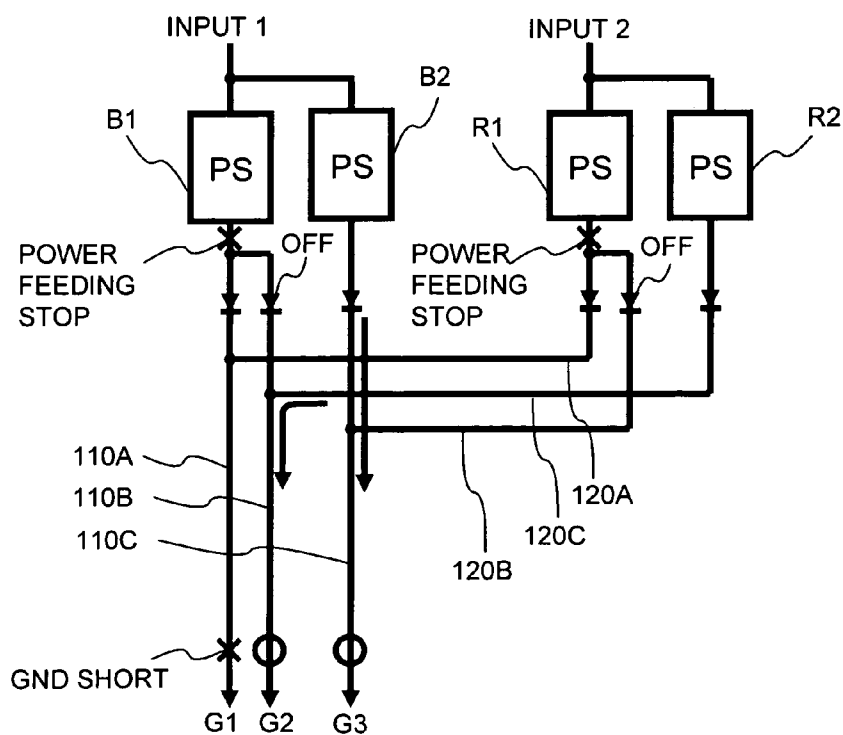 INPUT 1
INPUT 2
B1
B2
R1
R2
PS
PS
PS
PS
POWER
FEEDING
STOP
OFF
POWER
FEEDING
STOP
OFF
110A
110B
110C
120A
120C
120B
GND SHORT
G1
G2
G3